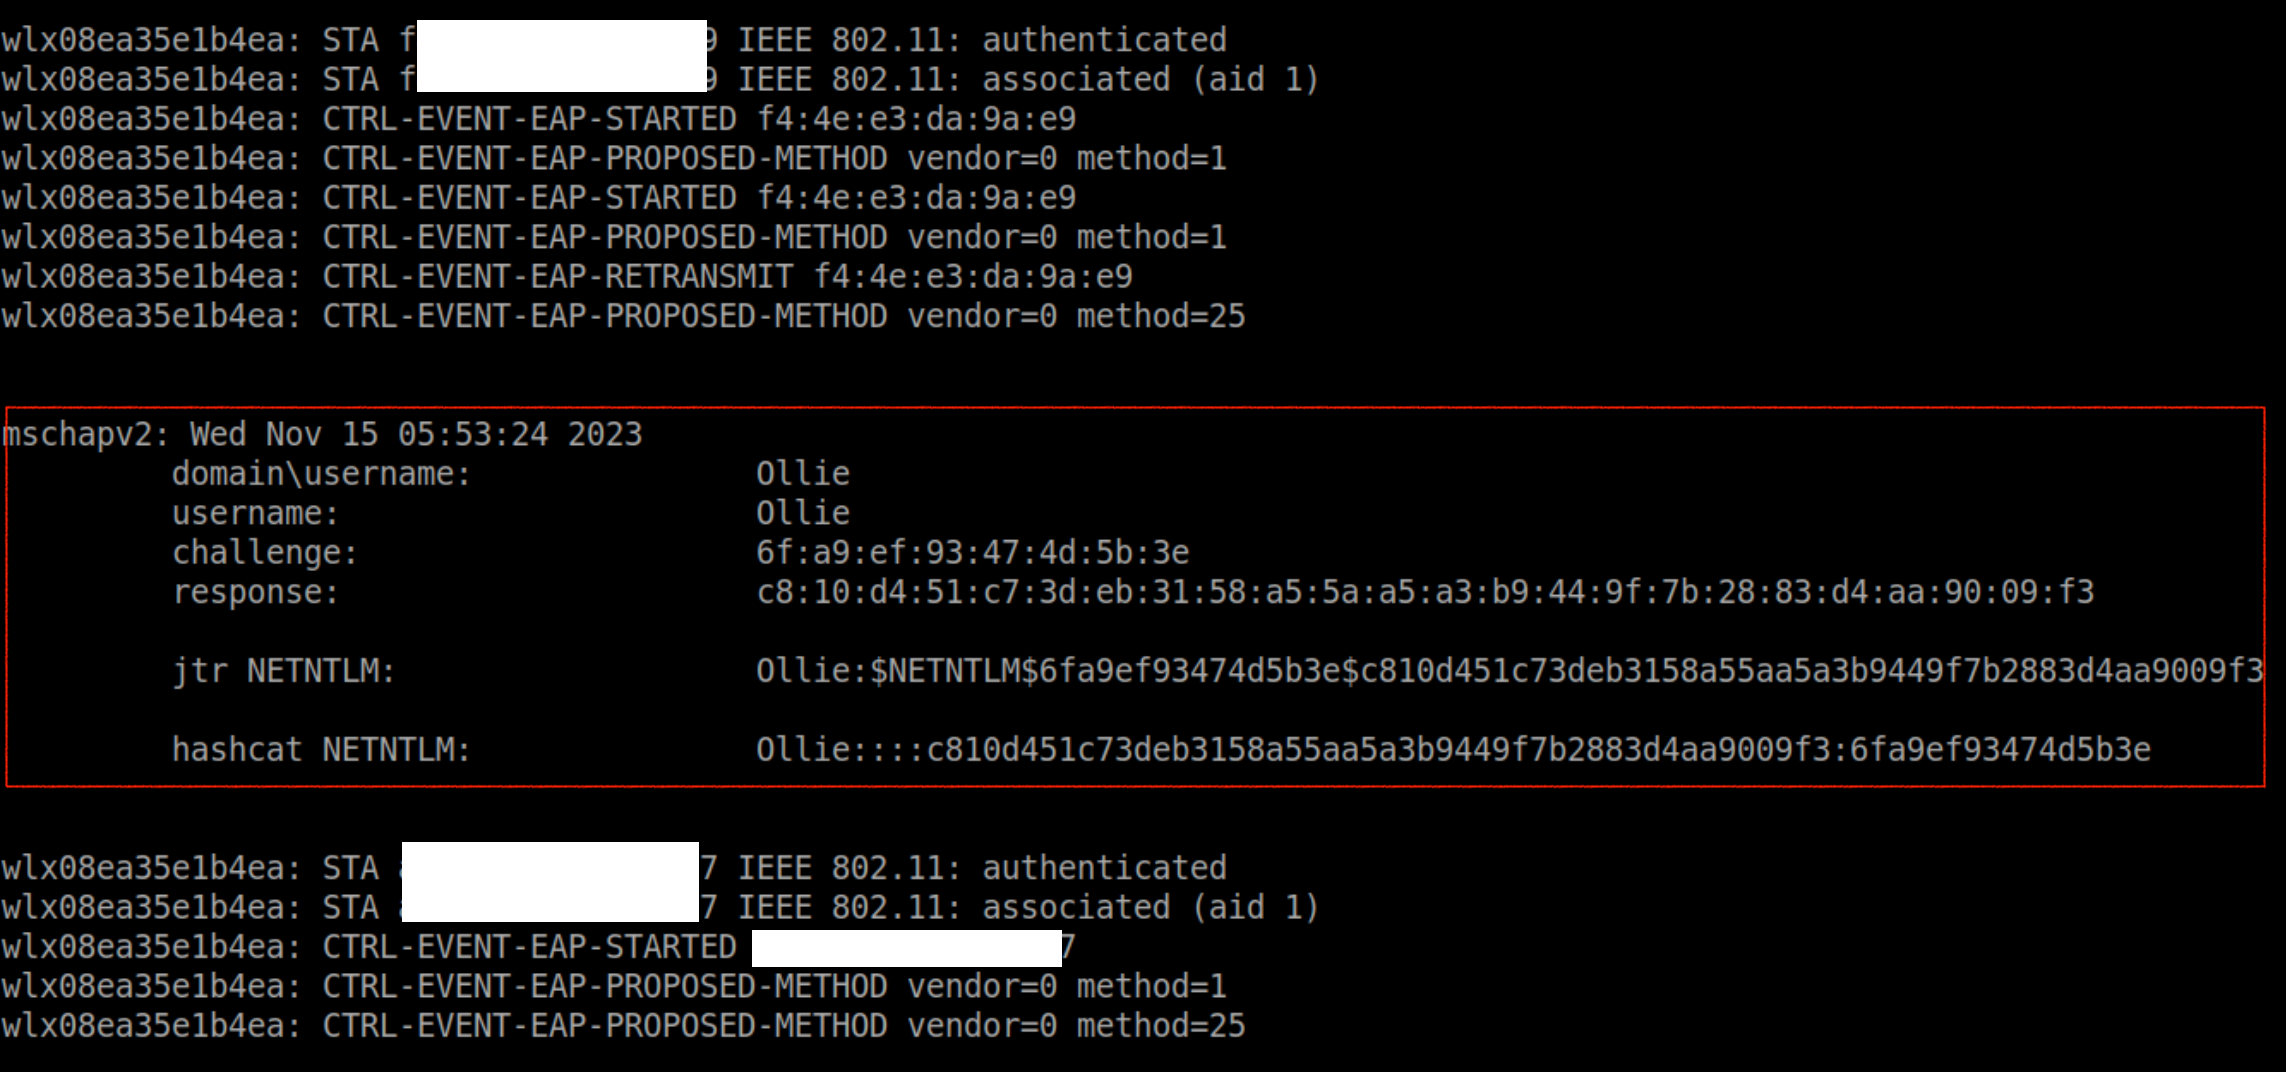 wlx08ea35e1b4ea: STA IEEE 802.11: authenticated
wlx08ea35e1b4ea: STA IEEE 802.11: associated (aid 1)
wlx08ea35e1b4ea: CTRL-EVENT-EAP-STARTED f4:4e:e3:da:9a:e9
wlx08ea35e1b4ea: CTRL-EVENT-EAP-PROPOSED-METHOD vendor=0 method=1
wlx08ea35e1b4ea: CTRL-EVENT-EAP-STARTED f4:4e:e3:da:9a:e9
wlx08ea35e1b4ea: CTRL-EVENT-EAP-PROPOSED-METHOD vendor=0 method=1
wlx08ea35e1b4ea: CTRL-EVENT-EAP-RETRANSMIT f4:4e:e3:da:9a:e9
wlx08ea35e1b4ea: CTRL-EVENT-EAP-PROPOSED-METHOD vendor=0 method=25
mschapv2: Wed Nov 15 05:53:24 2023
domain\username: Ollie
username: Ollie
challenge: 6f:a9:ef:93:47:4d:5b:3e
response: c8:10:d4:51:c7:3d:eb:31:58:a5:5a:a5:a3:b9:44:9f:7b:28:83:d4:aa:90:09:f3
jtr NETNTLM: Ollie:$NETNTLM$6fa9ef93474d5b3e$c810d451c73deb3158a55aa5a3b9449f7b2883d4aa9009f3
hashcat NETNTLM: Ollie::::c810d451c73deb3158a55aa5a3b9449f7b2883d4aa9009f3:6fa9ef93474d5b3e
wlx08ea35e1b4ea: STA 7 IEEE 802.11: authenticated
wlx08ea35e1b4ea: STA 7 IEEE 802.11: associated (aid 1)
wlx08ea35e1b4ea: CTRL-EVENT-EAP-STARTED 7
wlx08ea35e1b4ea: CTRL-EVENT-EAP-PROPOSED-METHOD vendor=0 method=1
wlx08ea35e1b4ea: CTRL-EVENT-EAP-PROPOSED-METHOD vendor=0 method=25